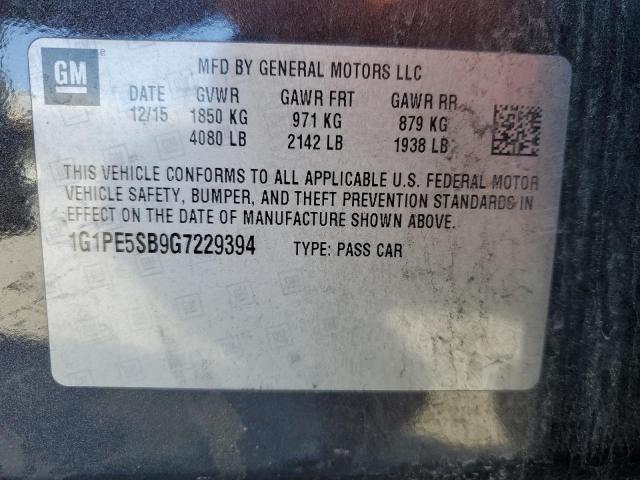 GM ®
MFD BY GENERAL MOTORS LLC
DATE GVWR GAWR FRT GAWR RR
12/15 1850 KG 971 KG 879 KG
4080 LB 2142 LB 1938 LB
THIS VEHICLE CONFORMS TO ALL APPLICABLE U.S. FEDERAL MOTOR
VEHICLE SAFETY, BUMPER, AND THEFT PREVENTION STANDARDS IN
EFFECT ON THE DATE OF MANUFACTURE SHOWN ABOVE.
1G1PE5SB9G7229394 TYPE: PASS CAR